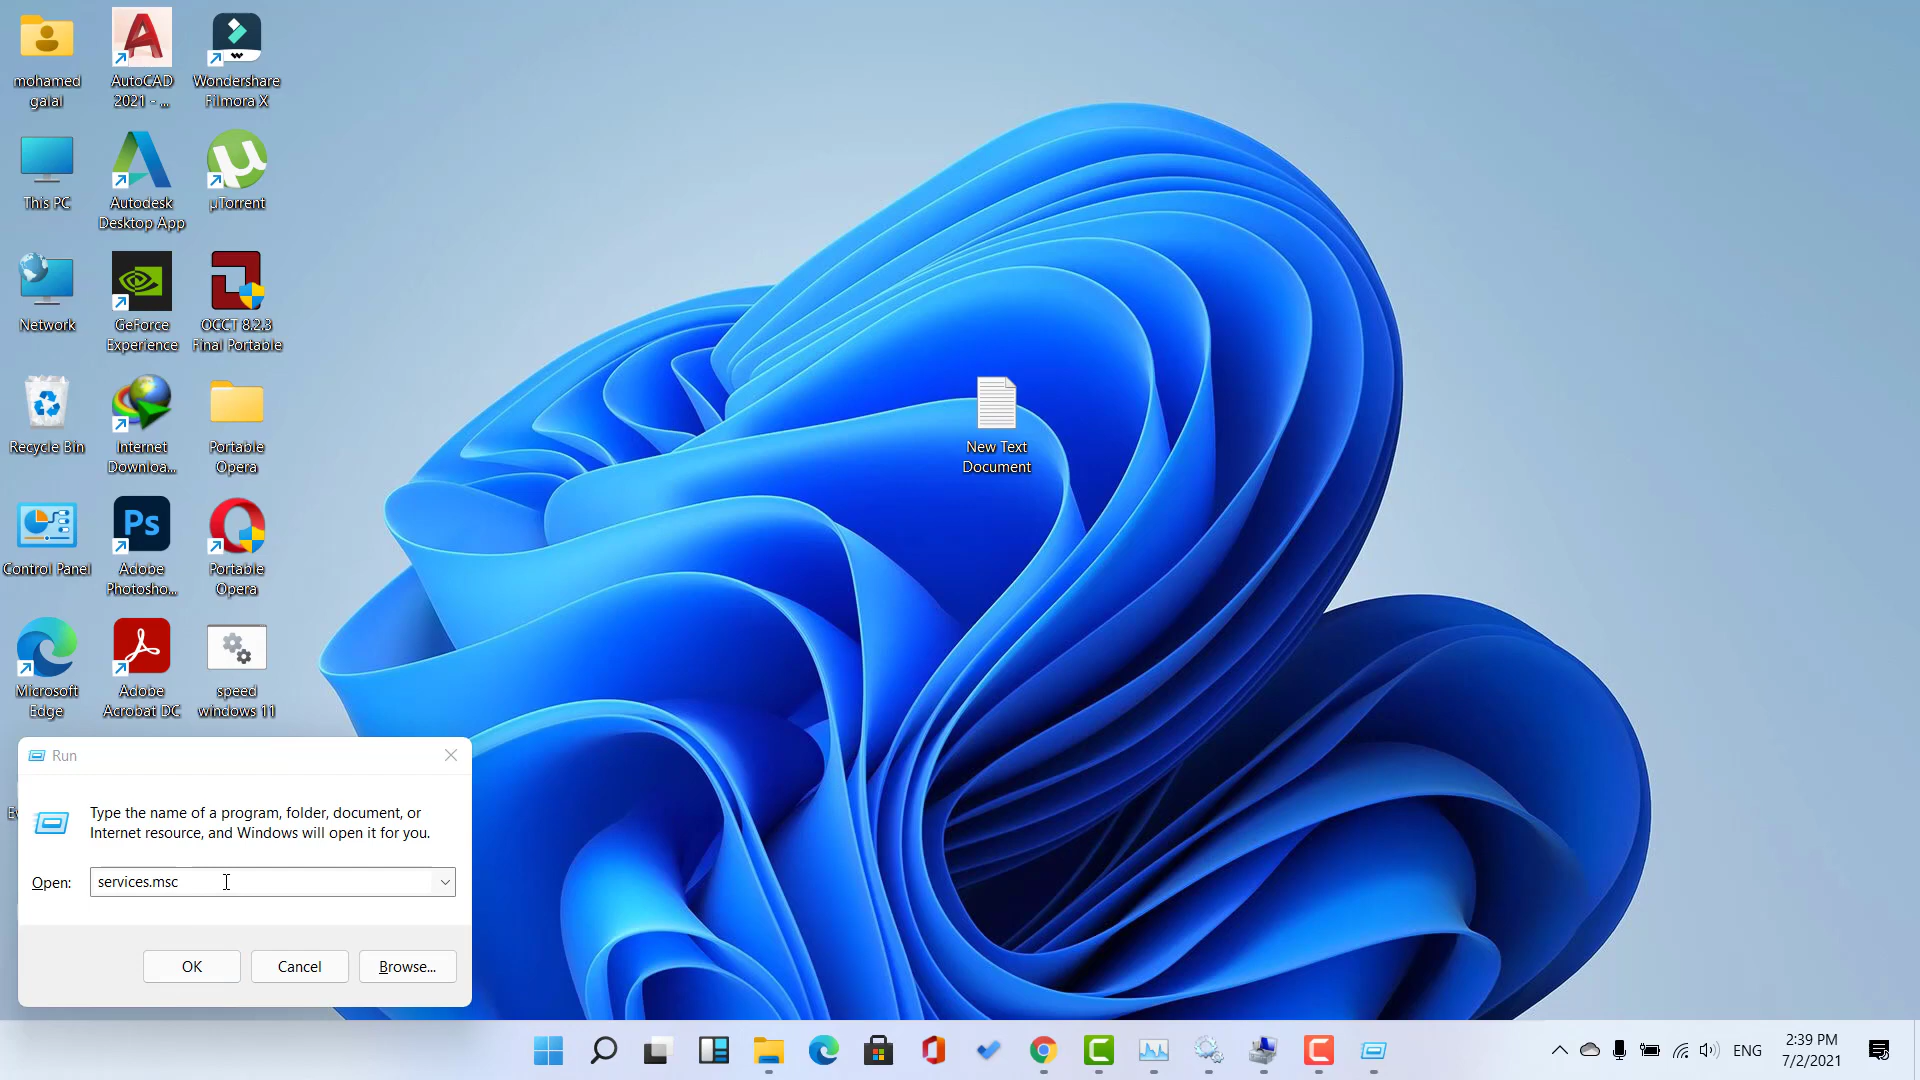 mohamed
galal
AutoCAD
2021 - ...
Wondershare
Filmora X
This PC
Autodesk
Desktop App
µTorrent
Network
GeForce
Experience
OCCT 8.2.3
Final Portable
Recycle Bin
Internet
Downloa...
Portable
Opera
New Text
Document
Control Panel
Ps
Adobe
Photosho...
Portable
Opera
Microsoft
Edge
Adobe
Acrobat DC
speed
windows 11
Run
Type the name of a program, folder, document, or
Internet resource, and Windows will open it for you.
Open:
services.msc
OK
Cancel
Browse...
ENG
2:39 PM
7/2/2021